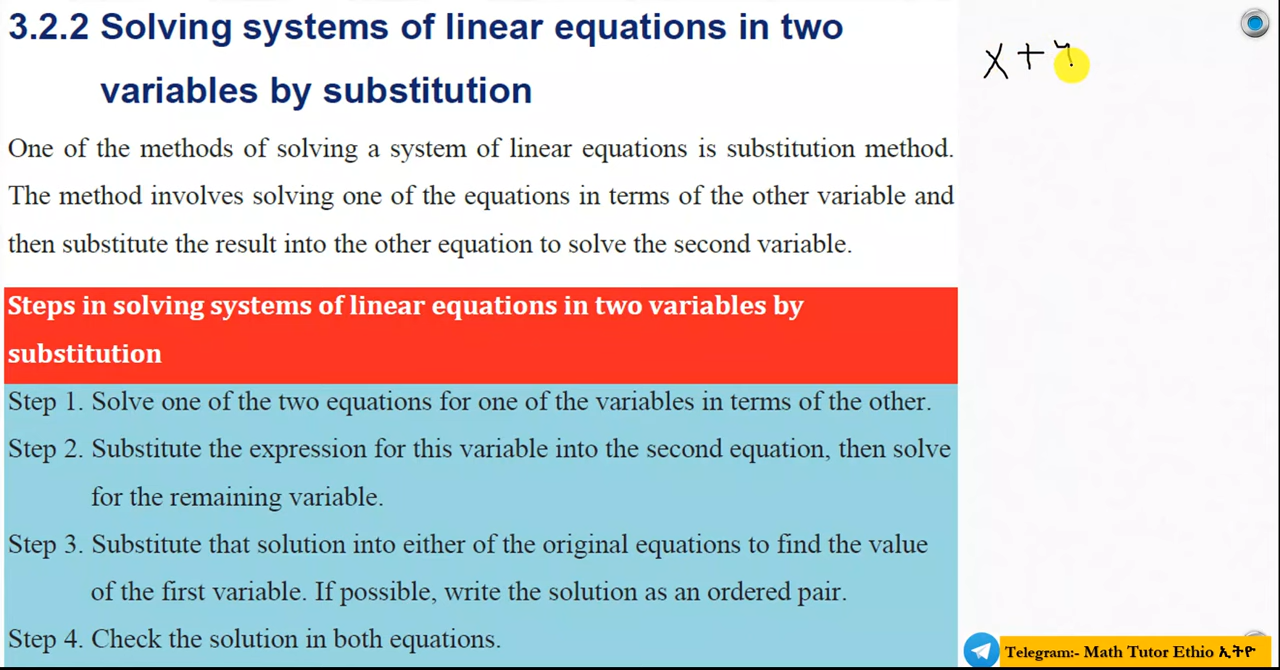 3.2.2 Solving systems of linear equations in two
variables by substitution
One of the methods of solving a system of linear equations is substitution method.
The method involves solving one of the equations in terms of the other variable and
then substitute the result into the other equation to solve the second variable.
Steps in solving systems of linear equations in two variables by
substitution
Step 1. Solve one of the two equations for one of the variables in terms of the other.
Step 2. Substitute the expression for this variable into the second equation, then solve
for the remaining variable.
Step 3. Substitute that solution into either of the original equations to find the value
of the first variable. If possible, write the solution as an ordered pair.
Step 4. Check the solution in both equations.
x +
Telegram:- Math Tutor Ethio ኢትዮ